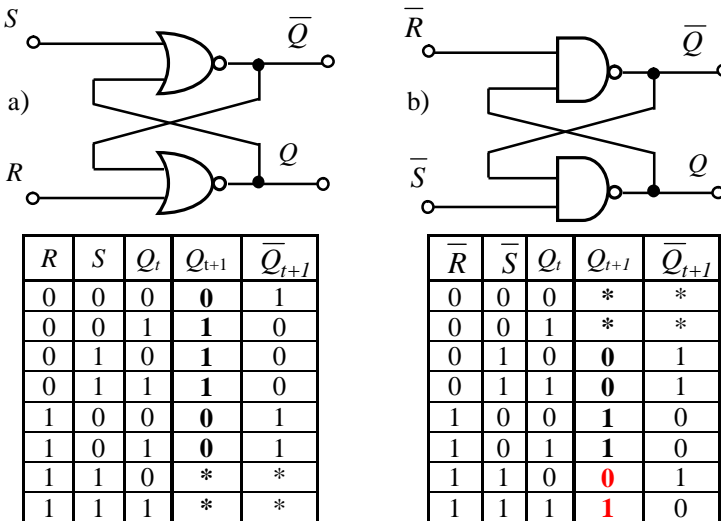 S Q̅ R̅ Q̅
a) b)
R Q S̅ Q
R S Qₜ Qₜ₊₁ Q̅ₜ₊₁
0 0 0 0 1
0 0 1 1 0
0 1 0 1 0
0 1 1 1 0
1 0 0 0 1
1 0 1 0 1
1 1 0 * *
1 1 1 * *
R̅ S̅ Qₜ Qₜ₊₁ Q̅ₜ₊₁
0 0 0 * *
0 0 1 * *
0 1 0 0 1
0 1 1 0 1
1 0 0 1 0
1 0 1 1 0
1 1 0 0 1
1 1 1 1 0